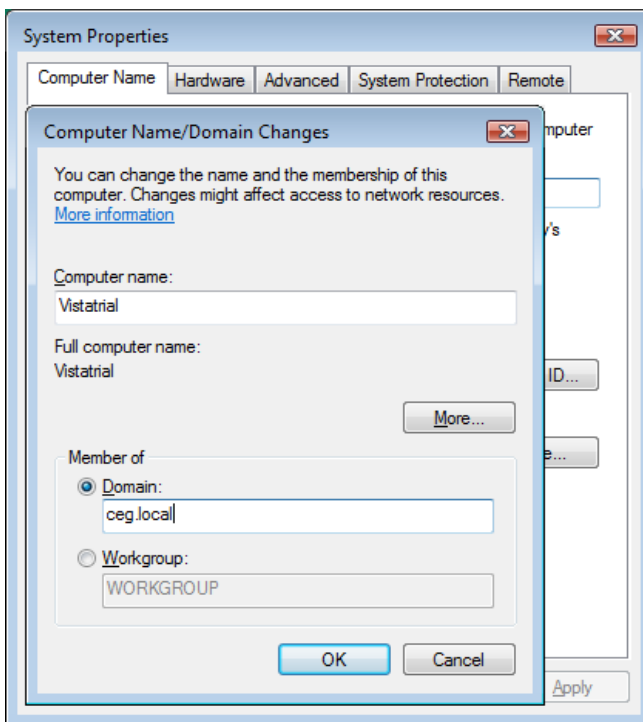 System Properties
Computer Name Hardware Advanced System Protection Remote
Computer Name/Domain Changes
mputer
You can change the name and the membership of this
computer. Changes might affect access to network resources.
More information
y's
Computer name:
Vistatrial
Full computer name:
Vistatrial
ID...
More...
e...
Member of
Domain:
ceg.local
Workgroup:
WORKGROUP
OK Cancel
Apply